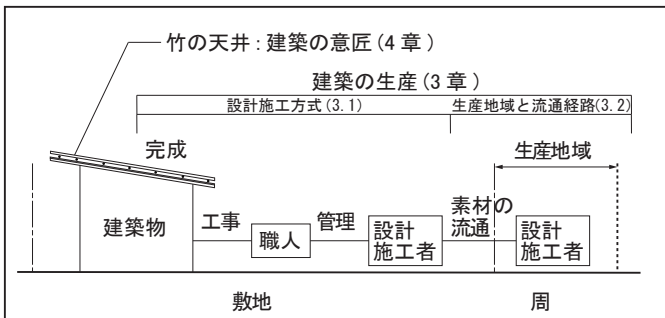 竹の天井：建築の意匠(4 章 )
建築の生産(3 章 )
設計施工方式(3.1)
生産地域と流通経路(3.2)
完成
生産地域
建築物
工事
職人
管理
設計
施工者
素材の
流通
設計
施工者
敷地
周